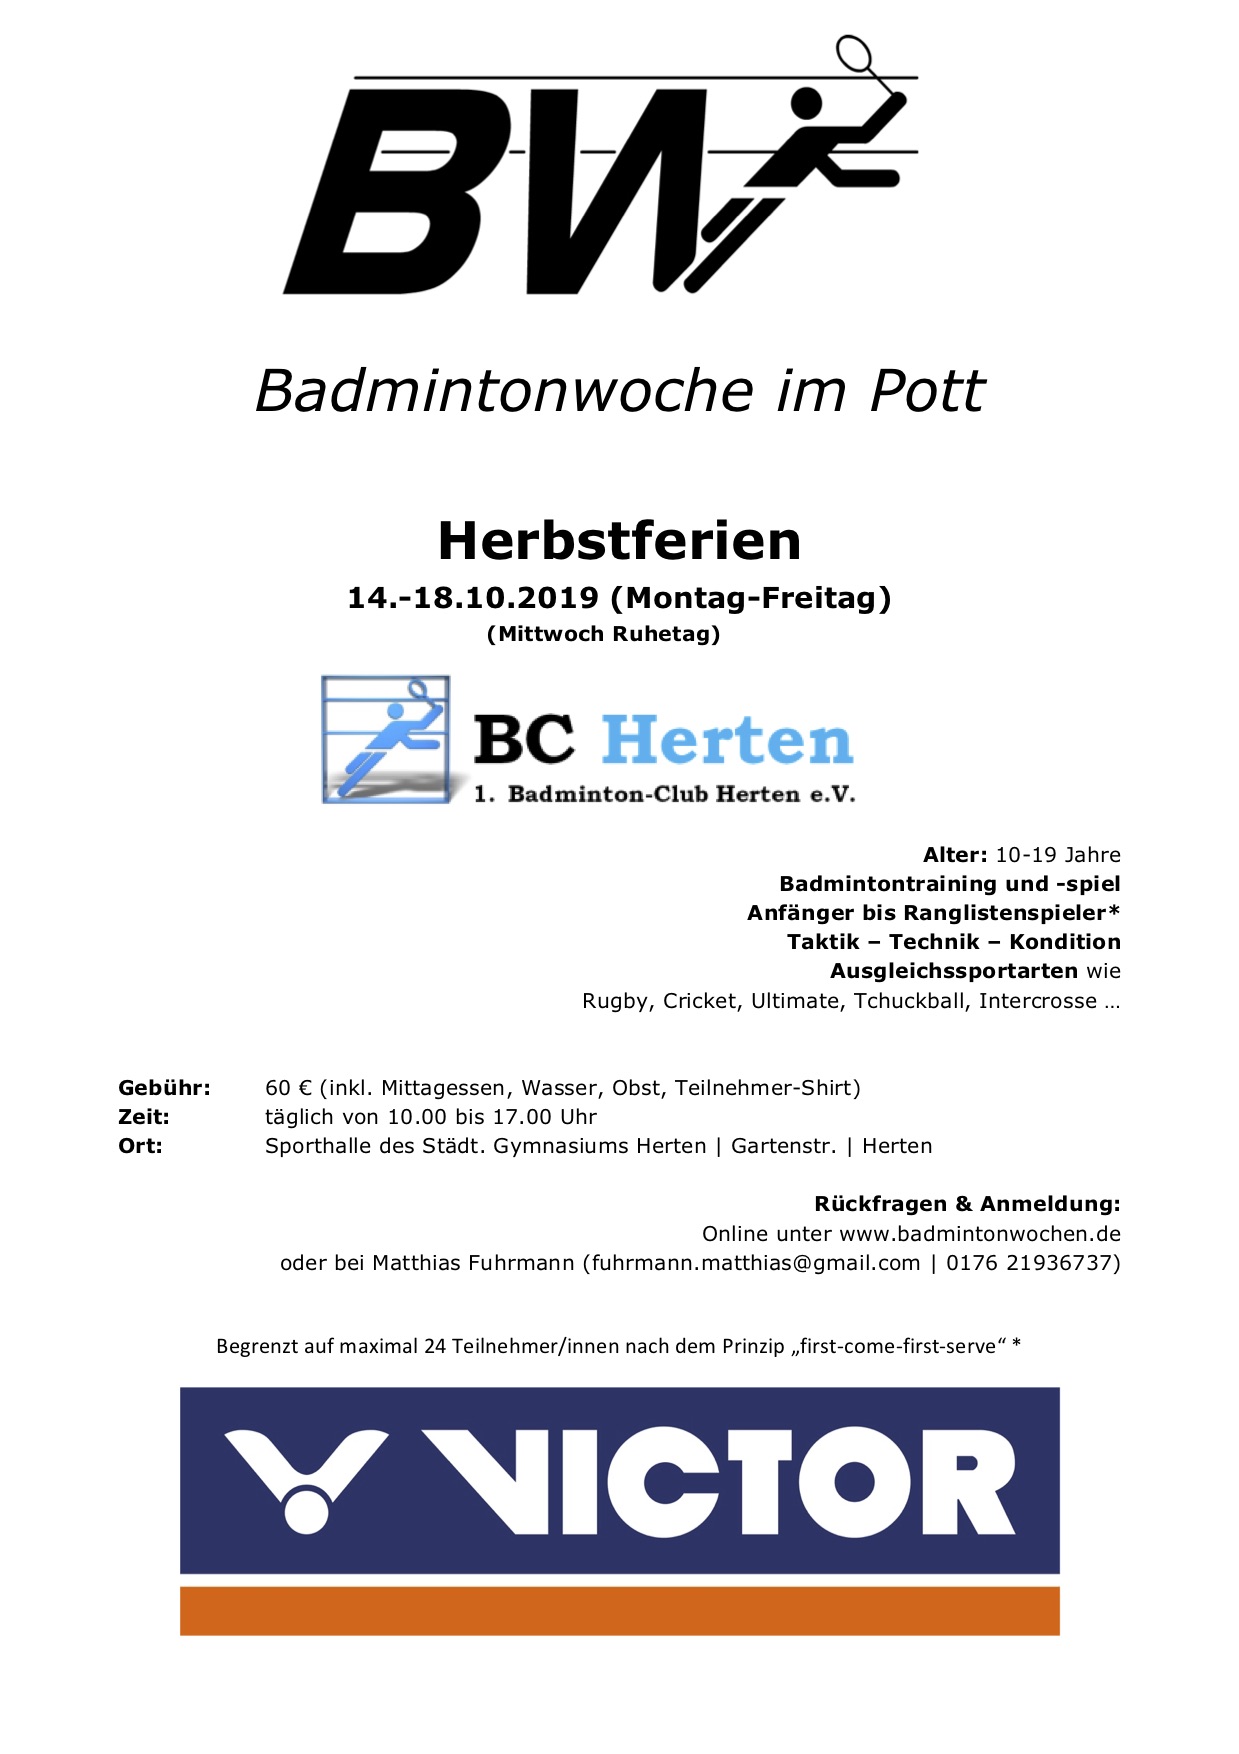 BW
Badmintonwoche im Pott
Herbstferien
14.-18.10.2019 (Montag-Freitag)
(Mittwoch Ruhetag)
BC Herten
1. Badminton-Club Herten e.V.
Alter: 10-19 Jahre
Badmintontraining und -spiel
Anfänger bis Ranglistenspieler*
Taktik – Technik – Kondition
Ausgleichssportarten wie
Rugby, Cricket, Ultimate, Tchuckball, Intercrosse …
Gebühr: 60 € (inkl. Mittagessen, Wasser, Obst, Teilnehmer-Shirt)
Zeit: täglich von 10.00 bis 17.00 Uhr
Ort: Sporthalle des Städt. Gymnasiums Herten | Gartenstr. | Herten
Rückfragen & Anmeldung:
Online unter www.badmintonwochen.de
oder bei Matthias Fuhrmann (fuhrmann.matthias@gmail.com | 0176 21936737)
Begrenzt auf maximal 24 Teilnehmer/innen nach dem Prinzip „first-come-first-serve“ *
VICTOR